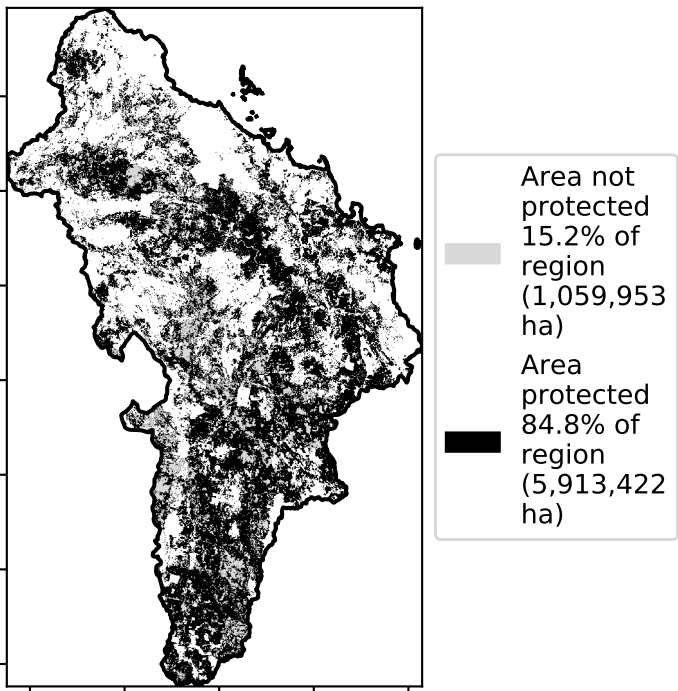 Area not
protected
15.2% of
region
(1,059,953
ha)
Area
protected
84.8% of
region
(5,913,422
ha)